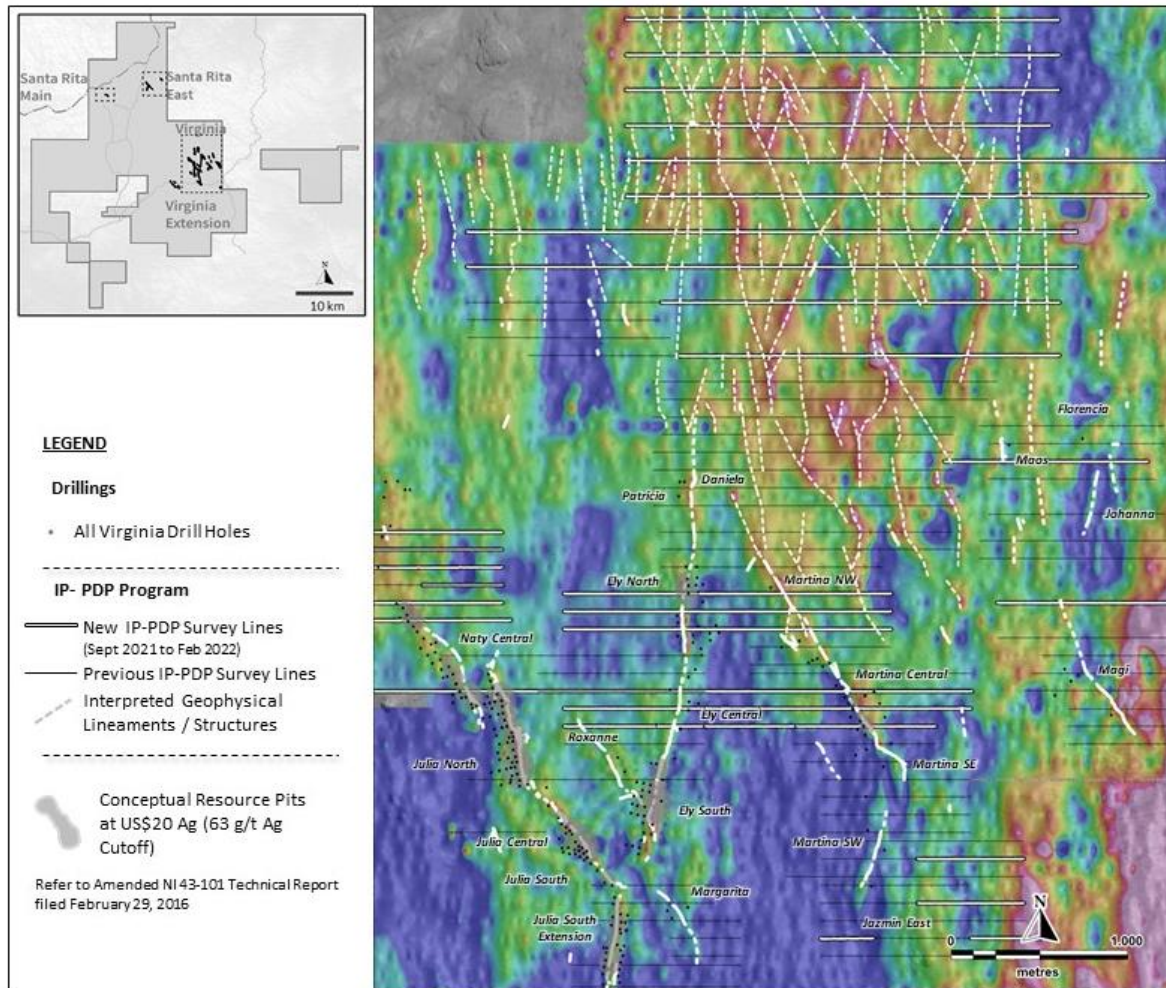 Santa Rita
Main
Santa Rita
East
Virginia
Virginia
Extension
N
10 km
LEGEND
Drillings
All Virginia Drill Holes
IP- PDP Program
New IP-PDP Survey Lines
(Sept 2021 to Feb 2022)
Previous IP-PDP Survey Lines
Interpreted Geophysical
Lineaments / Structures
Conceptual Resource Pits
at US$20 Ag (63 g/t Ag
Cutoff)
Refer to Amended NI 43-101 Technical Report
filed February 29, 2016
Florencia
Maos
Daniela
Patricia
Johanna
Ely North
Martina NW
Naty Central
Martina Central
Magi
Ely Central
Roxanne
Julia North
Martina SE
Ely South
Julia Central
Martina SW
Julia South
Margarita
Julia South
Extension
Jazmin East
N
0 1.000
metres